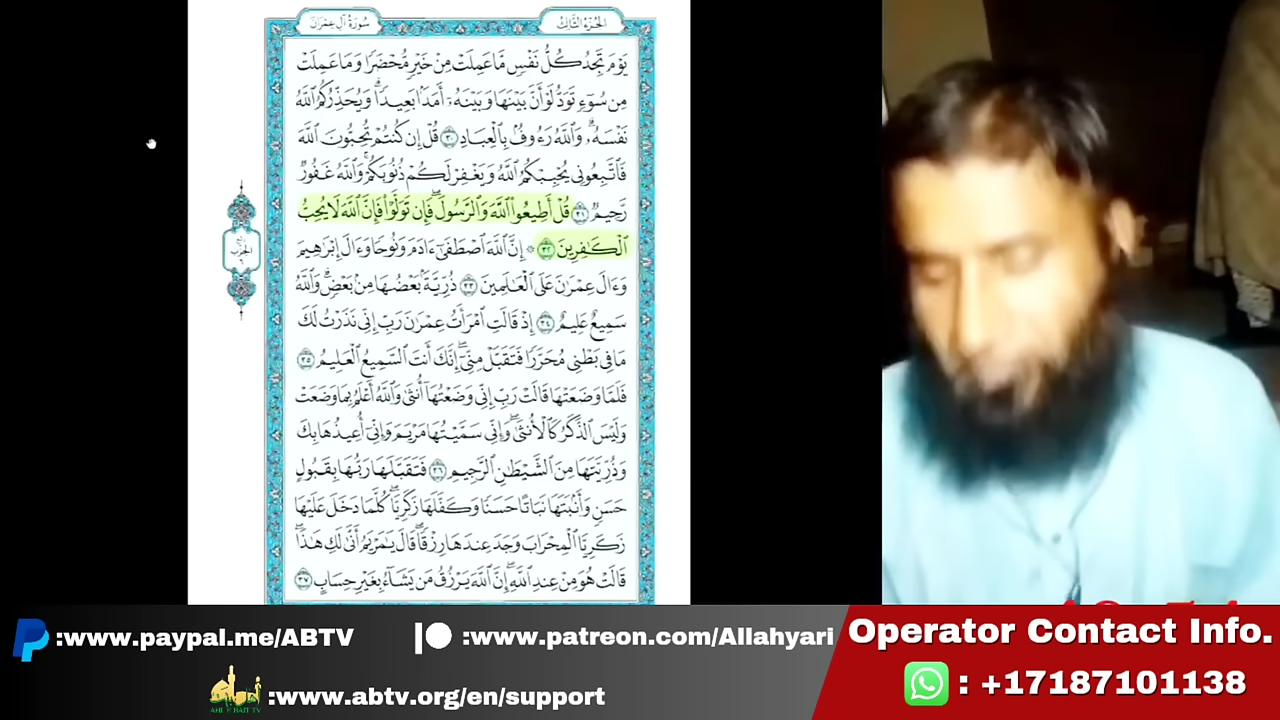 الجزء الثالث
سورة آل عمران
يَوْمَ تَجِدُ كُلُّ نَفْسٍ مَّا عَمِلَتْ مِنْ خَيْرٍ مُّحْضَرًا وَمَا عَمِلَتْ
مِن سُوٓءٍ تَوَدُّ لَوْ أَنَّ بَيْنَهَا وَبَيْنَهُۥٓ أَمَدًۢا بَعِيدًا ۗ وَيُحَذِّرُكُمُ ٱللَّهُ
نَفْسَهُۥ ۗ وَٱللَّهُ رَءُوفٌۢ بِٱلْعِبَادِ ٣٠ قُلْ إِن كُنتُمْ تُحِبُّونَ ٱللَّهَ
فَٱتَّبِعُونِى يُحْبِبْكُمُ ٱللَّهُ وَيَغْفِرْ لَكُمْ ذُنُوبَكُمْ ۗ وَٱللَّهُ غَفُورٌ
رَّحِيمٌ ٣١ قُلْ أَطِيعُوا۟ ٱللَّهَ وَٱلرَّسُولَ ۖ فَإِن تَوَلَّوْا۟ فَإِنَّ ٱللَّهَ لَا يُحِبُّ
ٱلْكَـٰفِرِينَ ٣٢ ۞ إِنَّ ٱللَّهَ ٱصْطَفَىٰٓ ءَادَمَ وَنُوحًا وَءَالَ إِبْرَٰهِيمَ
وَءَالَ عِمْرَٰنَ عَلَى ٱلْعَـٰلَمِينَ ٣٣ ذُرِّيَّةًۢ بَعْضُهَا مِنۢ بَعْضٍ ۗ وَٱللَّهُ
سَمِيعٌ عَلِيمٌ ٣٤ إِذْ قَالَتِ ٱمْرَأَتُ عِمْرَٰنَ رَبِّ إِنِّى نَذَرْتُ لَكَ
مَا فِى بَطْنِى مُحَرَّرًا فَتَقَبَّلْ مِنِّىٓ ۖ إِنَّكَ أَنتَ ٱلسَّمِيعُ ٱلْعَلِيمُ ٣٥
فَلَمَّا وَضَعَتْهَا قَالَتْ رَبِّ إِنِّى وَضَعْتُهَآ أُنثَىٰ وَٱللَّهُ أَعْلَمُ بِمَا وَضَعَتْ
وَلَيْسَ ٱلذَّكَرُ كَٱلْأُنثَىٰ ۖ وَإِنِّى سَمَّيْتُهَا مَرْيَمَ وَإِنِّىٓ أُعِيذُهَا بِكَ
وَذُرِّيَّتَهَا مِنَ ٱلشَّيْطَـٰنِ ٱلرَّجِيمِ ٣٦ فَتَقَبَّلَهَا رَبُّهَا بِقَبُولٍ
حَسَنٍ وَأَنۢبَتَهَا نَبَاتًا حَسَنًا وَكَفَّلَهَا زَكَرِيَّا ۖ كُلَّمَا دَخَلَ عَلَيْهَا
زَكَرِيَّا ٱلْمِحْرَابَ وَجَدَ عِندَهَا رِزْقًا ۖ قَالَ يَـٰمَرْيَمُ أَنَّىٰ لَكِ هَـٰذَا ۖ
قَالَتْ هُوَ مِنْ عِندِ ٱللَّهِ ۖ إِنَّ ٱللَّهَ يَرْزُقُ مَن يَشَآءُ بِغَيْرِ حِسَابٍ ٣٧
:www.paypal.me/ABTV
:www.patreon.com/Allahyari
Operator Contact Info.
AHL E BAIT TV
:www.abtv.org/en/support
: +17187101138